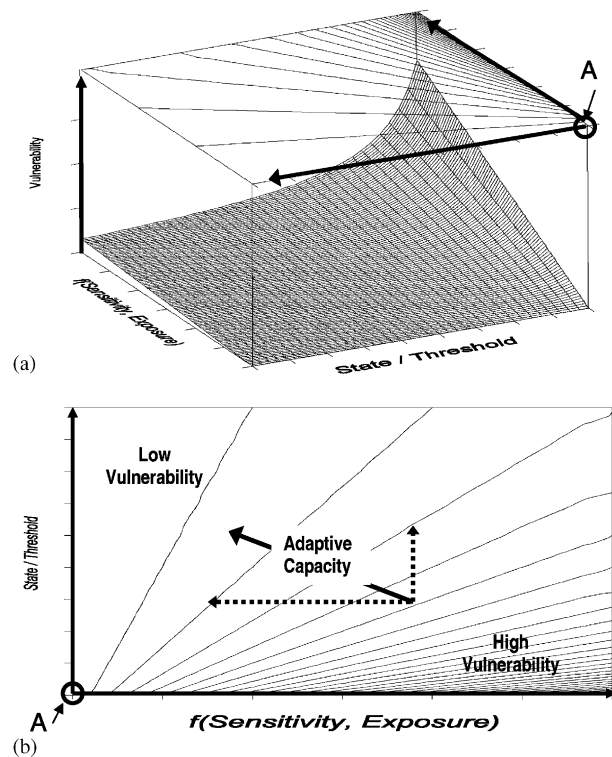 A
Vulnerability
f(Sensitivity, Exposure)
State / Threshold
(a)
Low
Vulnerability
State / Threshold
Adaptive
Capacity
High
Vulnerability
A
f(Sensitivity, Exposure)
(b)